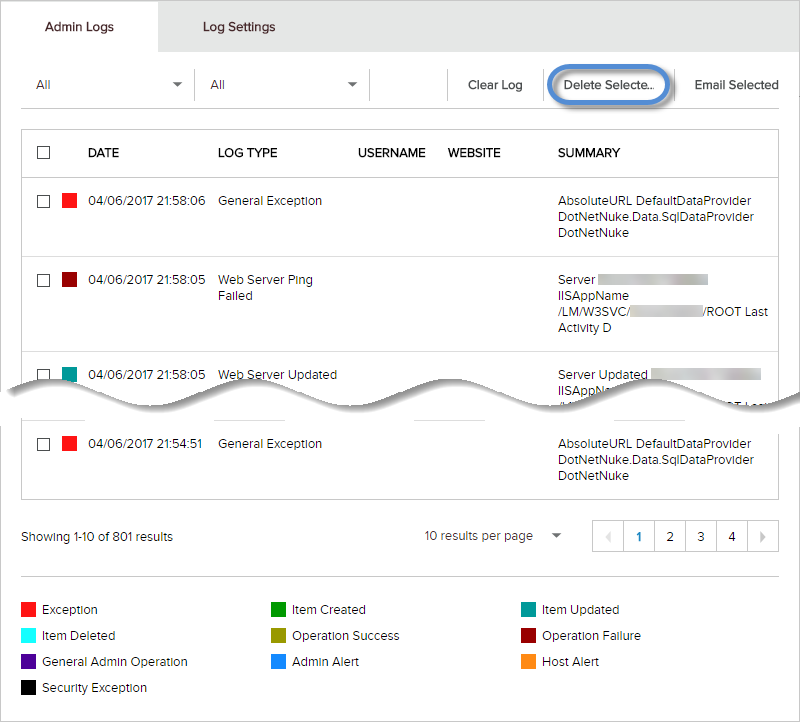 Admin Logs
Log Settings
All
All
Clear Log
Delete Selecte...
Email Selected
DATE
LOG TYPE
USERNAME
WEBSITE
SUMMARY
04/06/2017 21:58:06
General Exception
AbsoluteURL DefaultDataProvider
DotNetNuke.Data.SqlDataProvider
DotNetNuke
04/06/2017 21:58:05
Web Server Ping
Failed
Server
IISAppName
/LM/W3SVC/ /ROOT Last
Activity D
04/06/2017 21:58:05
Web Server Updated
Server Updated
04/06/2017 21:54:51
General Exception
AbsoluteURL DefaultDataProvider
DotNetNuke.Data.SqlDataProvider
DotNetNuke
Showing 1-10 of 801 results
10 results per page
1
2
3
4
Exception
Item Created
Item Updated
Item Deleted
Operation Success
Operation Failure
General Admin Operation
Admin Alert
Host Alert
Security Exception